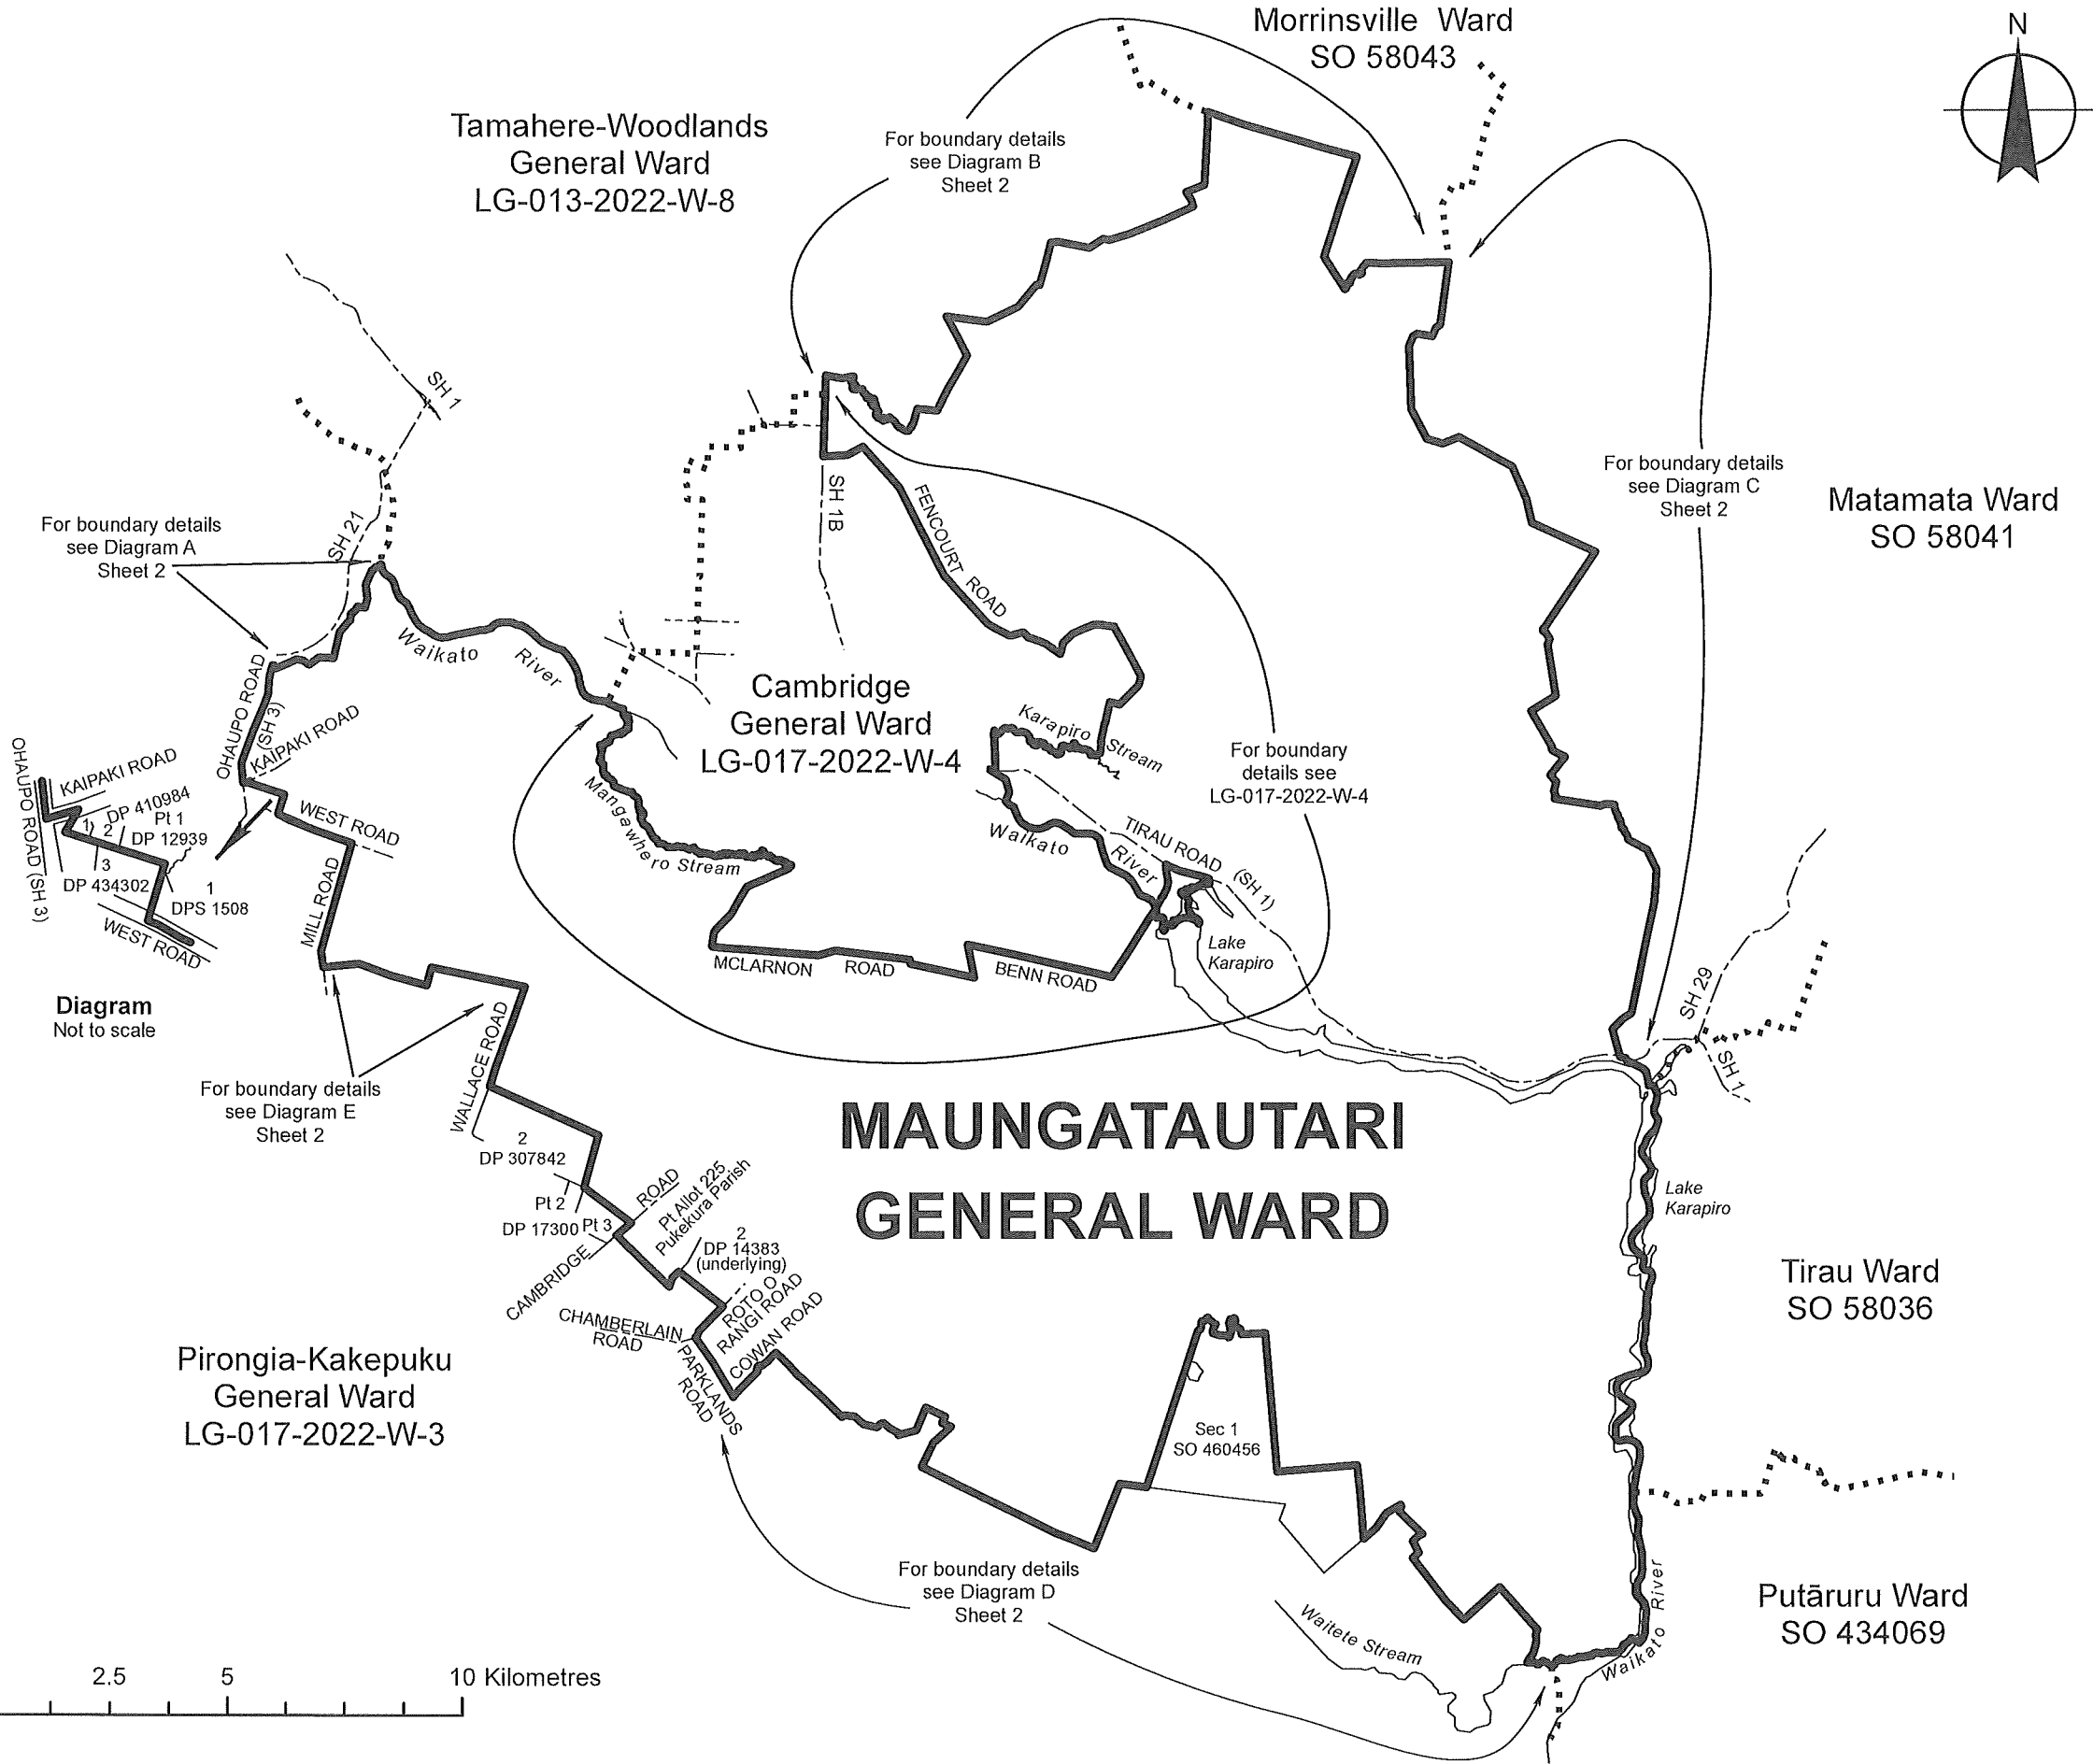 Morrinsville Ward
SO 58043
N
Tamahere-Woodlands
General Ward
LG-013-2022-W-8
For boundary details
see Diagram B
Sheet 2
SH 1
For boundary details
see Diagram C
Sheet 2
Matamata Ward
SO 58041
SH 1B
FENCOURT ROAD
For boundary details
see Diagram A
Sheet 2
SH 21
Waikato River
OHAUPO ROAD
(SH 3)
KAIPAKI ROAD
Cambridge
General Ward
LG-017-2022-W-4
Karapiro Stream
For boundary
details see
LG-017-2022-W-4
OHAUPO ROAD (SH 3)
KAIPAKI ROAD
DP 410984
1
2
Pt 1
DP 12939
3
DP 434302
1
DPS 1508
WEST ROAD
Diagram
Not to scale
WEST ROAD
MILL ROAD
Mangawhero Stream
Waikato River
TIRAU ROAD (SH 1)
Lake
Karapiro
MCLARNON ROAD
BENN ROAD
SH 29
SH 1
For boundary details
see Diagram E
Sheet 2
WALLACE ROAD
MAUNGATAUTARI
GENERAL WARD
2
DP 307842
Pt 2
DP 17300
Pt 3
CAMBRIDGE ROAD
Pt Allot 225
Pukekura Parish
2
DP 14383
(underlying)
ROTO O
RANGI ROAD
COWAN ROAD
CHAMBERLAIN
ROAD
PARKLANDS
ROAD
Lake
Karapiro
Tirau Ward
SO 58036
Pirongia-Kakepuku
General Ward
LG-017-2022-W-3
Sec 1
SO 460456
For boundary details
see Diagram D
Sheet 2
Waitete Stream
Waikato River
Putāruru Ward
SO 434069
2.5 5 10 Kilometres